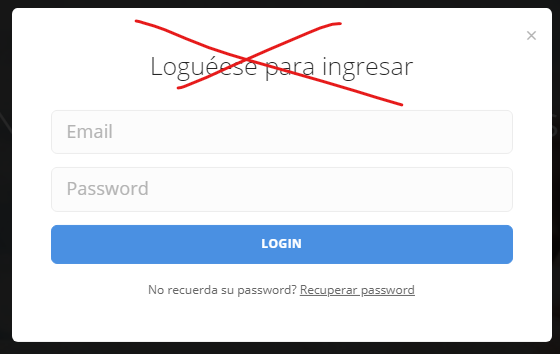 ×
Loguéese para ingresar
Email
Password
LOGIN
No recuerda su password? Recuperar password